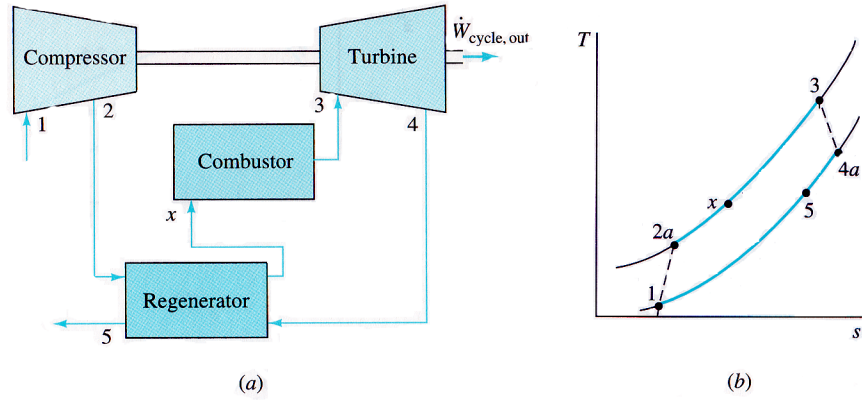 Compressor
Turbine
Ẇcycle, out
1
2
3
4
Combustor
x
Regenerator
5
(a)
T
3
4a
x
5
2a
1
s
(b)